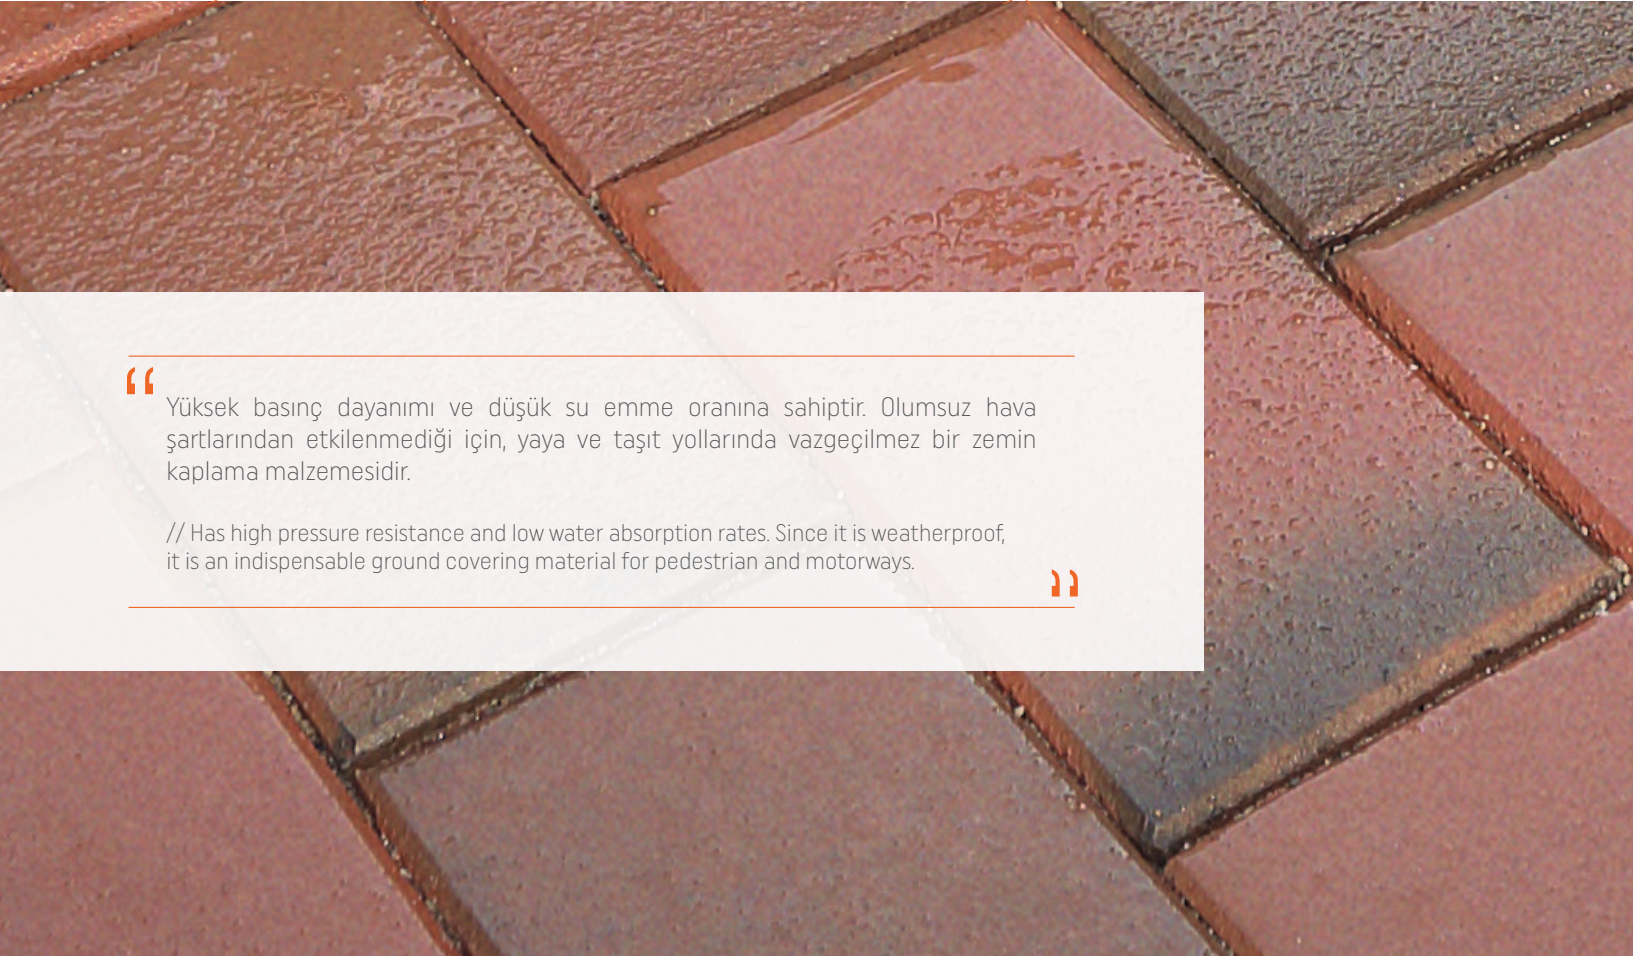 “ Yüksek basınç dayanımı ve düşük su emme oranına sahiptir. Olumsuz hava
şartlarından etkilenmediği için, yaya ve taşıt yollarında vazgeçilmez bir zemin
kaplama malzemesidir.
// Has high pressure resistance and low water absorption rates. Since it is weatherproof,
it is an indispensable ground covering material for pedestrian and motorways. ”